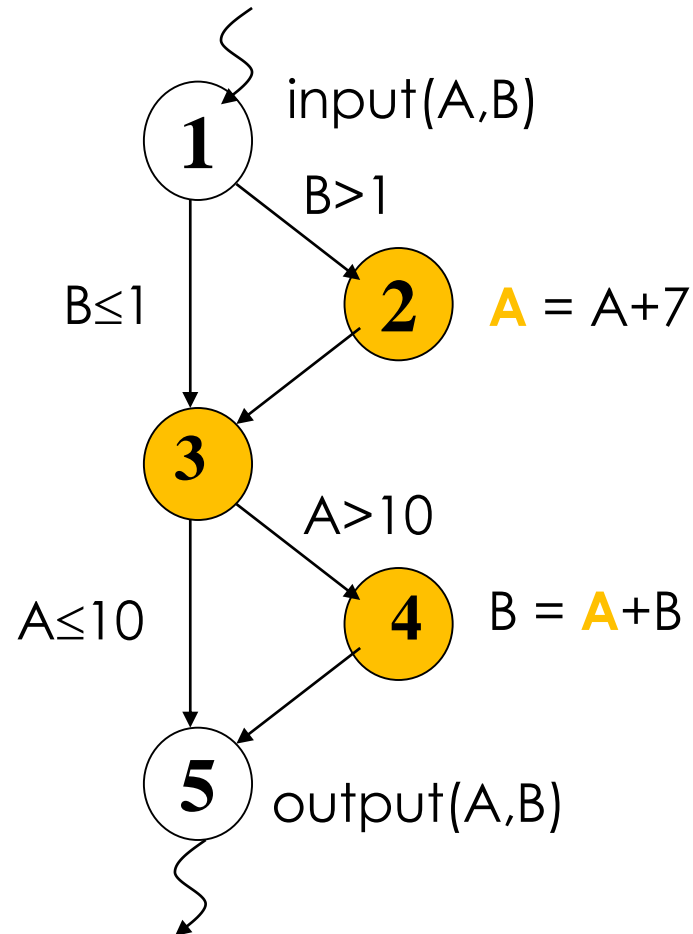 input(A,B)
1
B>1
B≤1
2
A = A+7
3
A>10
A≤10
4
B = A+B
5
output(A,B)